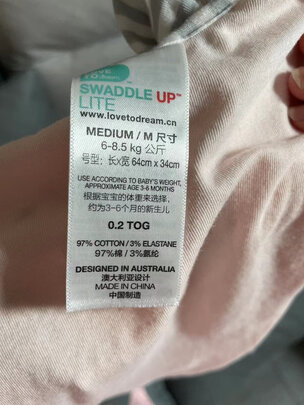 LOVE
TO DREAM
SWADDLE UP™
LITE
www.lovetodream.cn
MEDIUM / M 尺寸
6-8.5 kg 公斤
号型：长x宽 64cm x 34cm
USE ACCORDING TO BABY'S WEIGHT,
APPROXIMATE AGE 3-6 MONTHS
根据宝宝的体重来选择，
约为3-6个月的新生儿
0.2 TOG
97% COTTON / 3% ELASTANE
97%棉 / 3%氨纶
DESIGNED IN AUSTRALIA
澳大利亚设计
MADE IN CHINA
中国制造